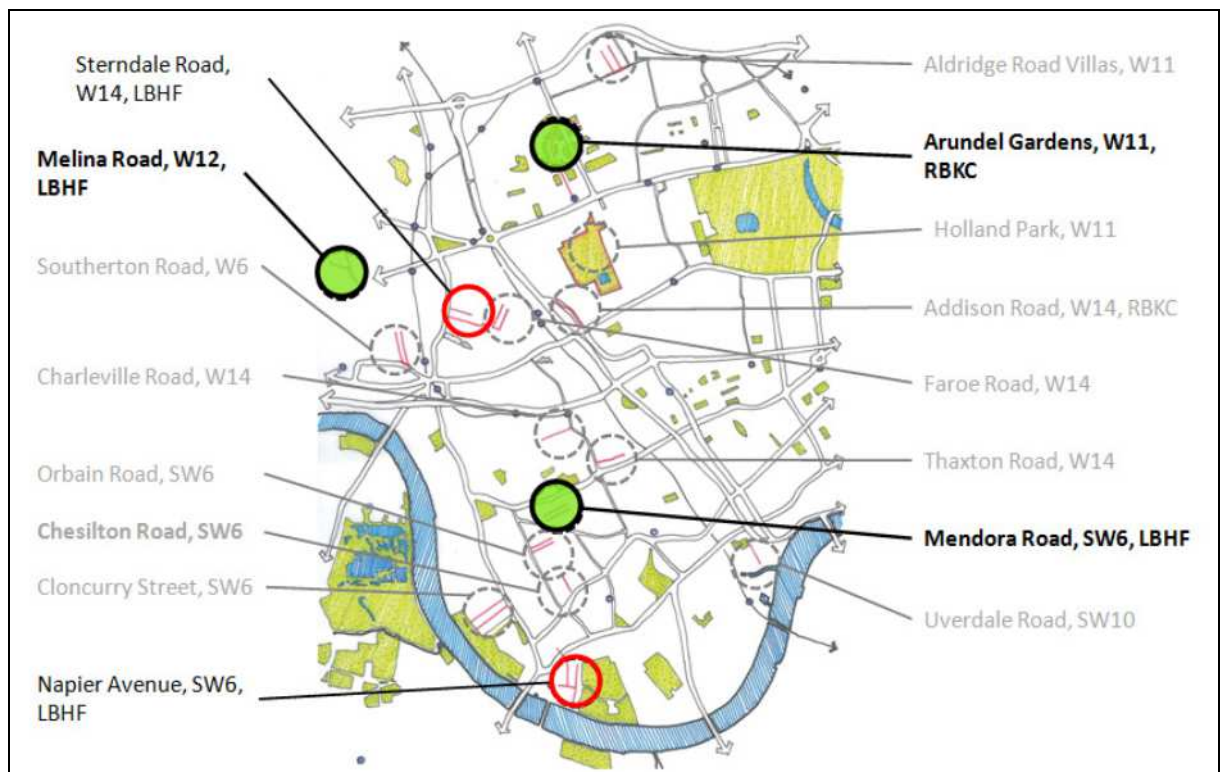 Sterndale Road,
W14, LBHF
Melina Road, W12,
LBHF
Southerton Road, W6
Charleville Road, W14
Orbain Road, SW6
Chesilton Road, SW6
Cloncurry Street, SW6
Napier Avenue, SW6,
LBHF
Aldridge Road Villas, W11
Arundel Gardens, W11,
RBKC
Holland Park, W11
Addison Road, W14, RBKC
Faroe Road, W14
Thaxton Road, W14
Mendora Road, SW6, LBHF
Uverdale Road, SW10